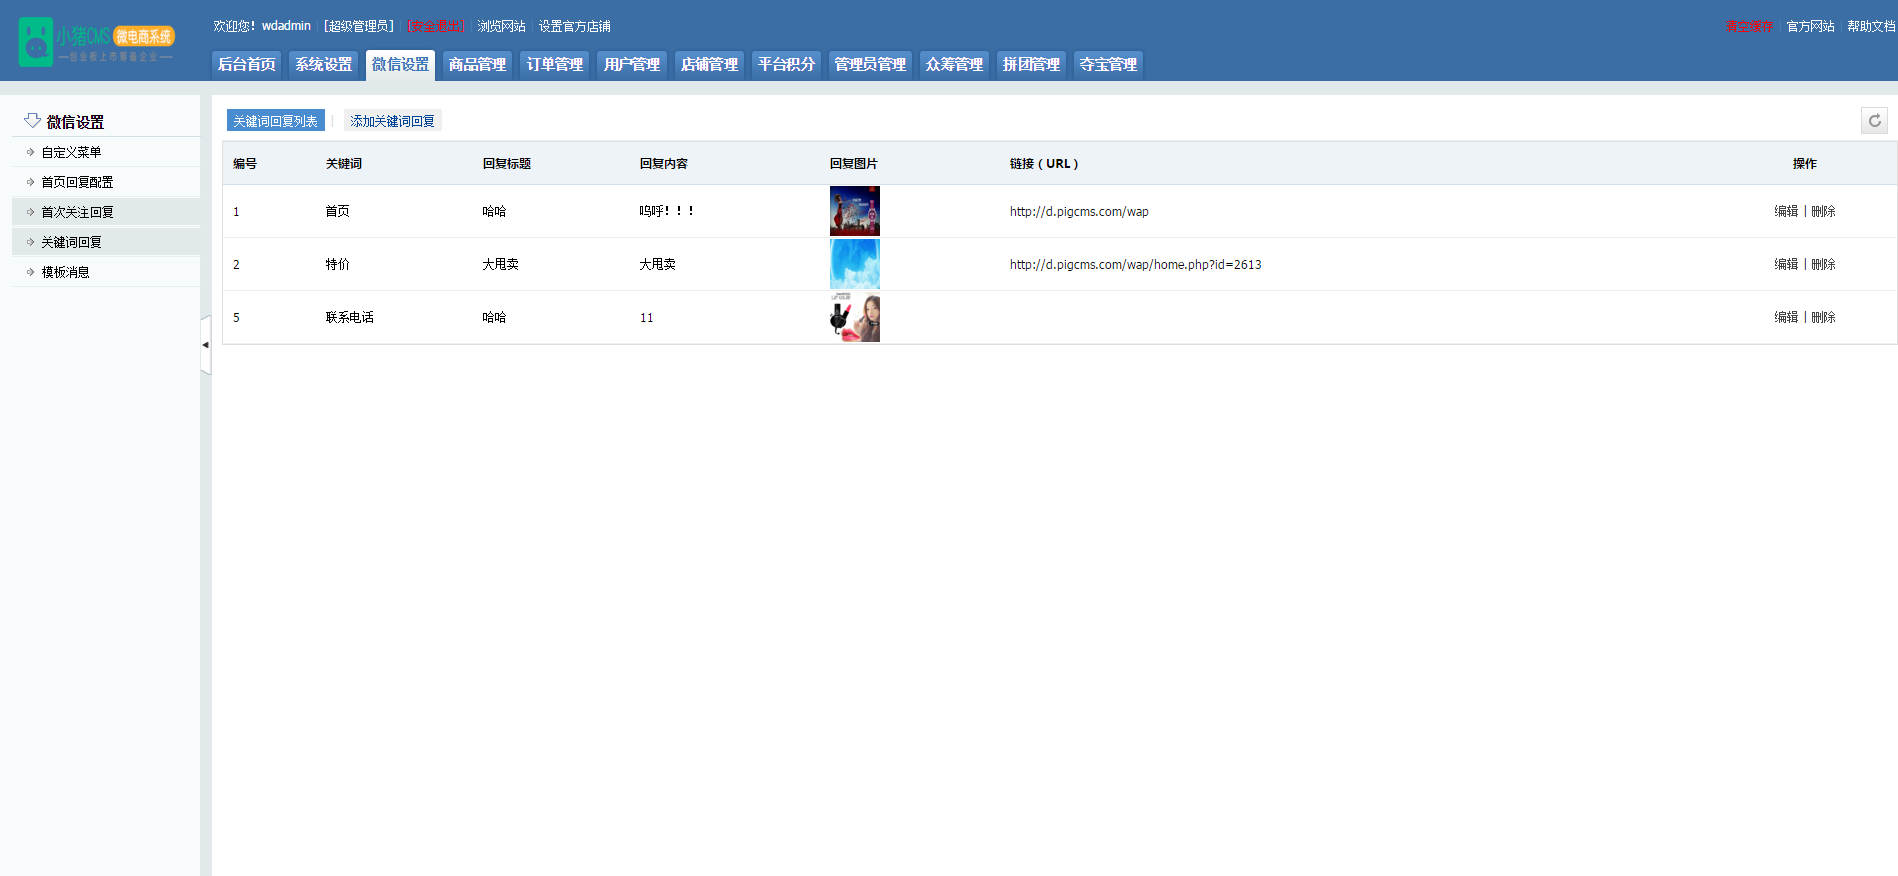 小猪CMS 微电商系统
—创业板上市筹备企业—
欢迎您！wdadmin | [超级管理员] | [安全退出] | 浏览网站 | 设置官方店铺
清空缓存 | 官方网站 | 帮助文档
后台首页 系统设置 微信设置 商品管理 订单管理 用户管理 店铺管理 平台积分 管理员管理 众筹管理 拼团管理 夺宝管理
微信设置
自定义菜单
首页回复配置
首次关注回复
关键词回复
模板消息
关键词回复列表 | 添加关键词回复
编号 关键词 回复标题 回复内容 回复图片 链接（URL） 操作
1 首页 哈哈 呜呼！！！ http://d.pigcms.com/wap 编辑 | 删除
2 特价 大甩卖 大甩卖 http://d.pigcms.com/wap/home.php?id=2613 编辑 | 删除
5 联系电话 哈哈 11 编辑 | 删除